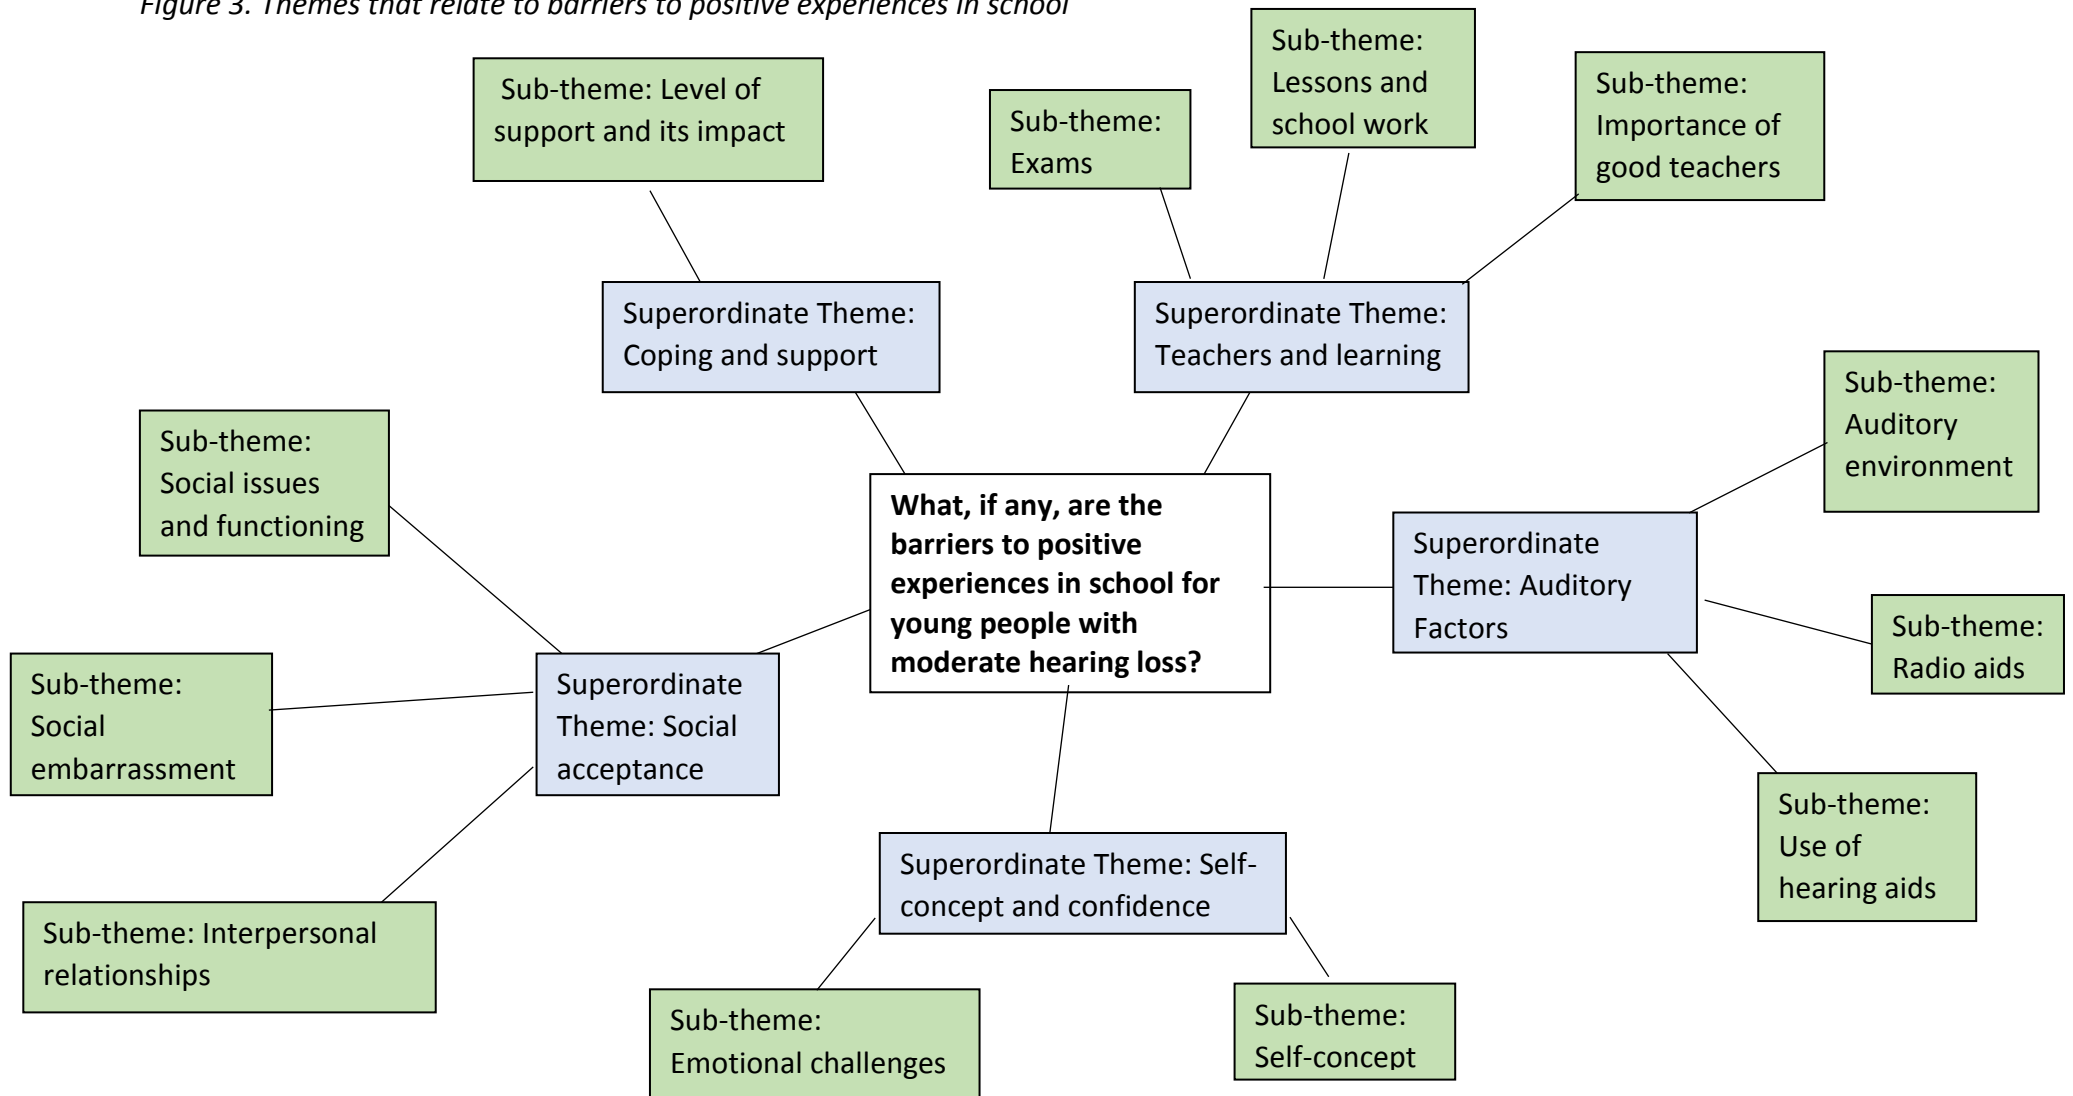 Figure 3. Themes that relate to barriers to positive experiences in school
Sub-theme: Level of
support and its impact
Sub-theme:
Exams
Sub-theme:
Lessons and
school work
Sub-theme:
Importance of
good teachers
Superordinate Theme:
Coping and support
Superordinate Theme:
Teachers and learning
Sub-theme:
Auditory
environment
Sub-theme:
Social issues
and functioning
What, if any, are the
barriers to positive
experiences in school for
young people with
moderate hearing loss?
Superordinate
Theme: Auditory
Factors
Sub-theme:
Radio aids
Sub-theme:
Social
embarrassment
Superordinate
Theme: Social
acceptance
Sub-theme:
Use of
hearing aids
Superordinate Theme: Self-
concept and confidence
Sub-theme: Interpersonal
relationships
Sub-theme:
Emotional challenges
Sub-theme:
Self-concept